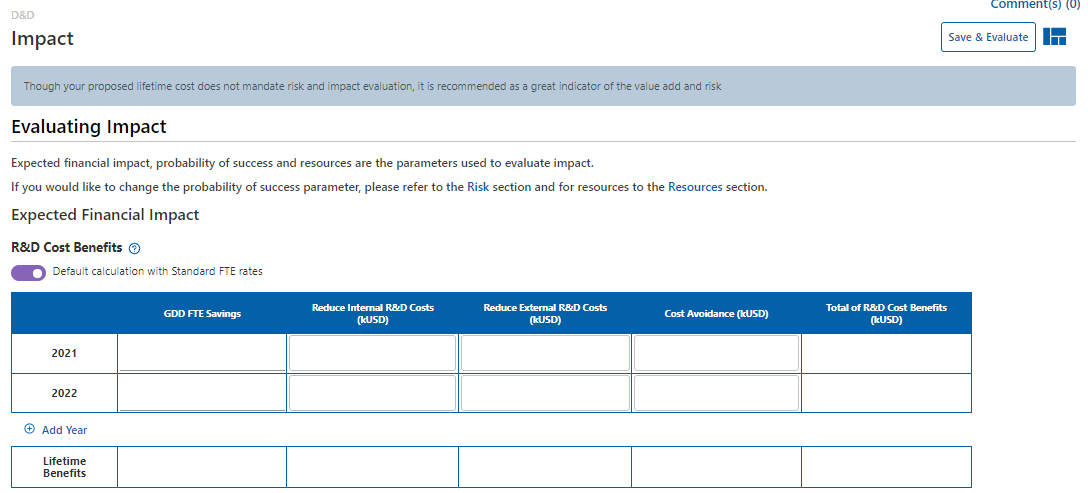 Comment(s) (0)
D&D
Impact
Save & Evaluate
Though your proposed lifetime cost does not mandate risk and impact evaluation, it is recommended as a great indicator of the value add and risk
Evaluating Impact
Expected financial impact, probability of success and resources are the parameters used to evaluate impact.
If you would like to change the probability of success parameter, please refer to the Risk section and for resources to the Resources section.
Expected Financial Impact
R&D Cost Benefits ?
Default calculation with Standard FTE rates
GDD FTE Savings
Reduce Internal R&D Costs
(kUSD)
Reduce External R&D Costs
(kUSD)
Cost Avoidance (kUSD)
Total of R&D Cost Benefits
(kUSD)
2021
2022
Add Year
Lifetime
Benefits